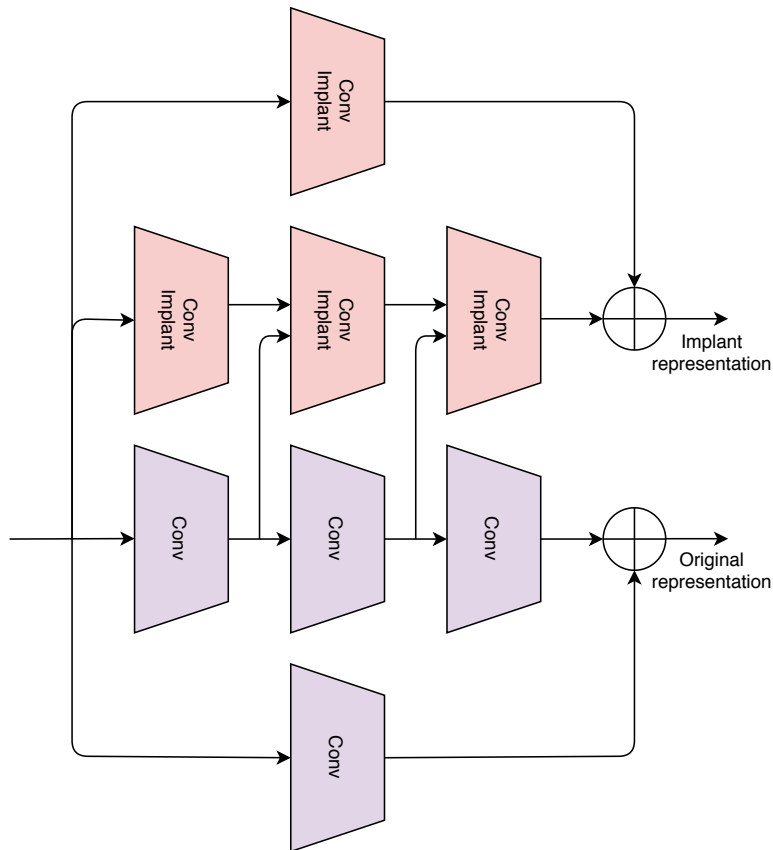 Conv
Implant
Conv
Implant
Conv
Implant
Conv
Implant
Implant
representation
Conv
Conv
Conv
Original
representation
Conv